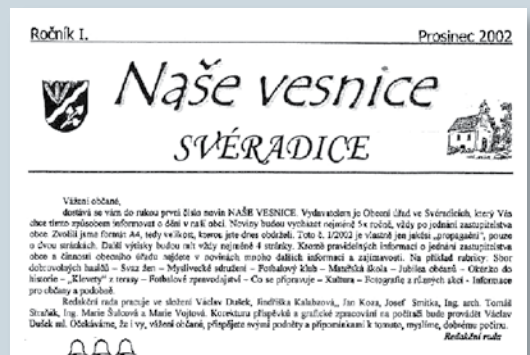 Ročník I.
Prosinec 2002
Naše vesnice
SVÉRADICE
Vážení občané,
dostává se vám do rukou první číslo novin NAŠE VESNICE. Vydavatelem je Obecní úřad ve Svéradicích, který Vás
chce tímto způsobem informovat o dění v naší obci. Noviny budou vycházet nejméně 5x ročně, vždy po jednání zastupitelstva
obce. Zvolili jsme formát A4, tedy velikost, kterou jste dnes obdrželi. Toto č. 1/2002 je vlastně jen jakési „propagační", pouze
o dvou stránkách. Další výtisky budou mít vždy nejméně 4 stránky. Kromě pravidelných informací o jednání zastupitelstva
obce a činnosti obecního úřadu najdete v novinách mnoho dalších informací a zajímavostí. Na příklad rubriky: Sbor
dobrovolných hasičů – Svaz žen – Myslivecké sdružení – Fotbalový klub – Mateřská škola – Jubilea občanů – Okénko do
historie – „Klevety" z terasy – Fotbalové zpravodajství – Co se připravuje – Kultura – Fotografie z různých akcí - Informace
pro občany a podobně.
Redakční rada pracuje ve složení Václav Dušek, Jindřiška Kalabzová,, Jan Koza, Josef Smitka, Ing. arch. Tomáš
Straňák, Ing. Marie Šulcová a Marie Vojtová. Korekturu příspěvků a grafické zpracování na počítači bude provádět Václav
Dušek ml. Očekáváme, že i vy, vážení občané, přispějete svými podněty a připomínkami k tomuto, myslíme, dobrému počinu.
Redakční rada